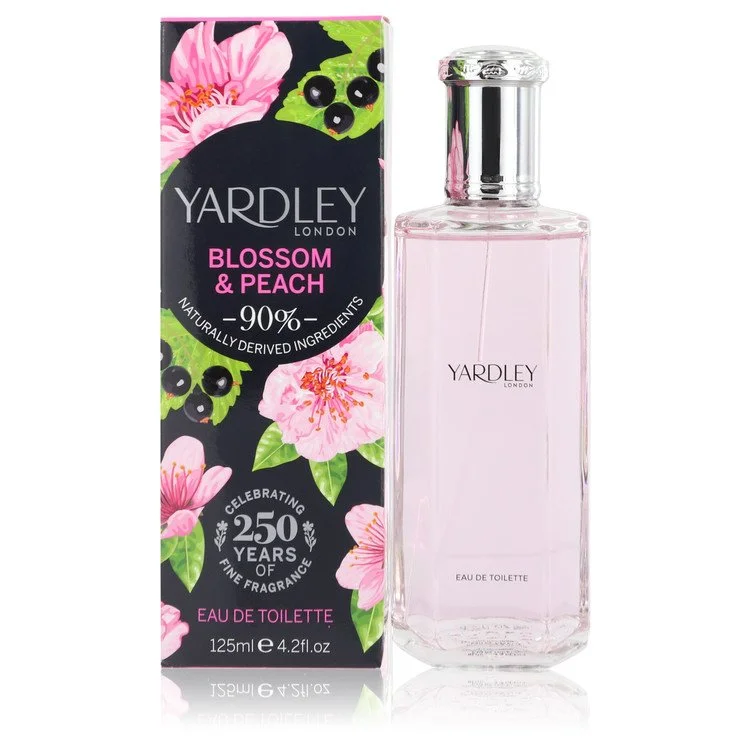 YARDLEY
LONDON
BLOSSOM
& PEACH
-90%-
NATURALLY DERIVED INGREDIENTS
CELEBRATING
250
YEARS
OF
FINE FRAGRANCE
EAU DE TOILETTE
125ml e 4.2fl.oz
YARDLEY
LONDON
EAU DE TOILETTE